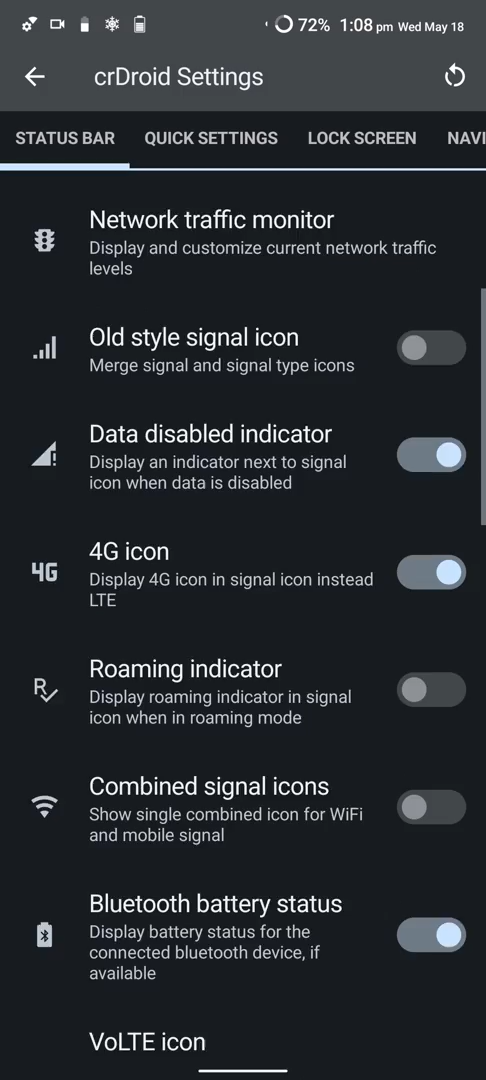 72% 1:08 pm Wed May 18
crDroid Settings
STATUS BAR QUICK SETTINGS LOCK SCREEN NAVI
Network traffic monitor
Display and customize current network traffic
levels
Old style signal icon
Merge signal and signal type icons
Data disabled indicator
Display an indicator next to signal
icon when data is disabled
4G 4G icon
Display 4G icon in signal icon instead
LTE
R Roaming indicator
Display roaming indicator in signal
icon when in roaming mode
Combined signal icons
Show single combined icon for WiFi
and mobile signal
Bluetooth battery status
Display battery status for the
connected bluetooth device, if
available
VoLTE icon